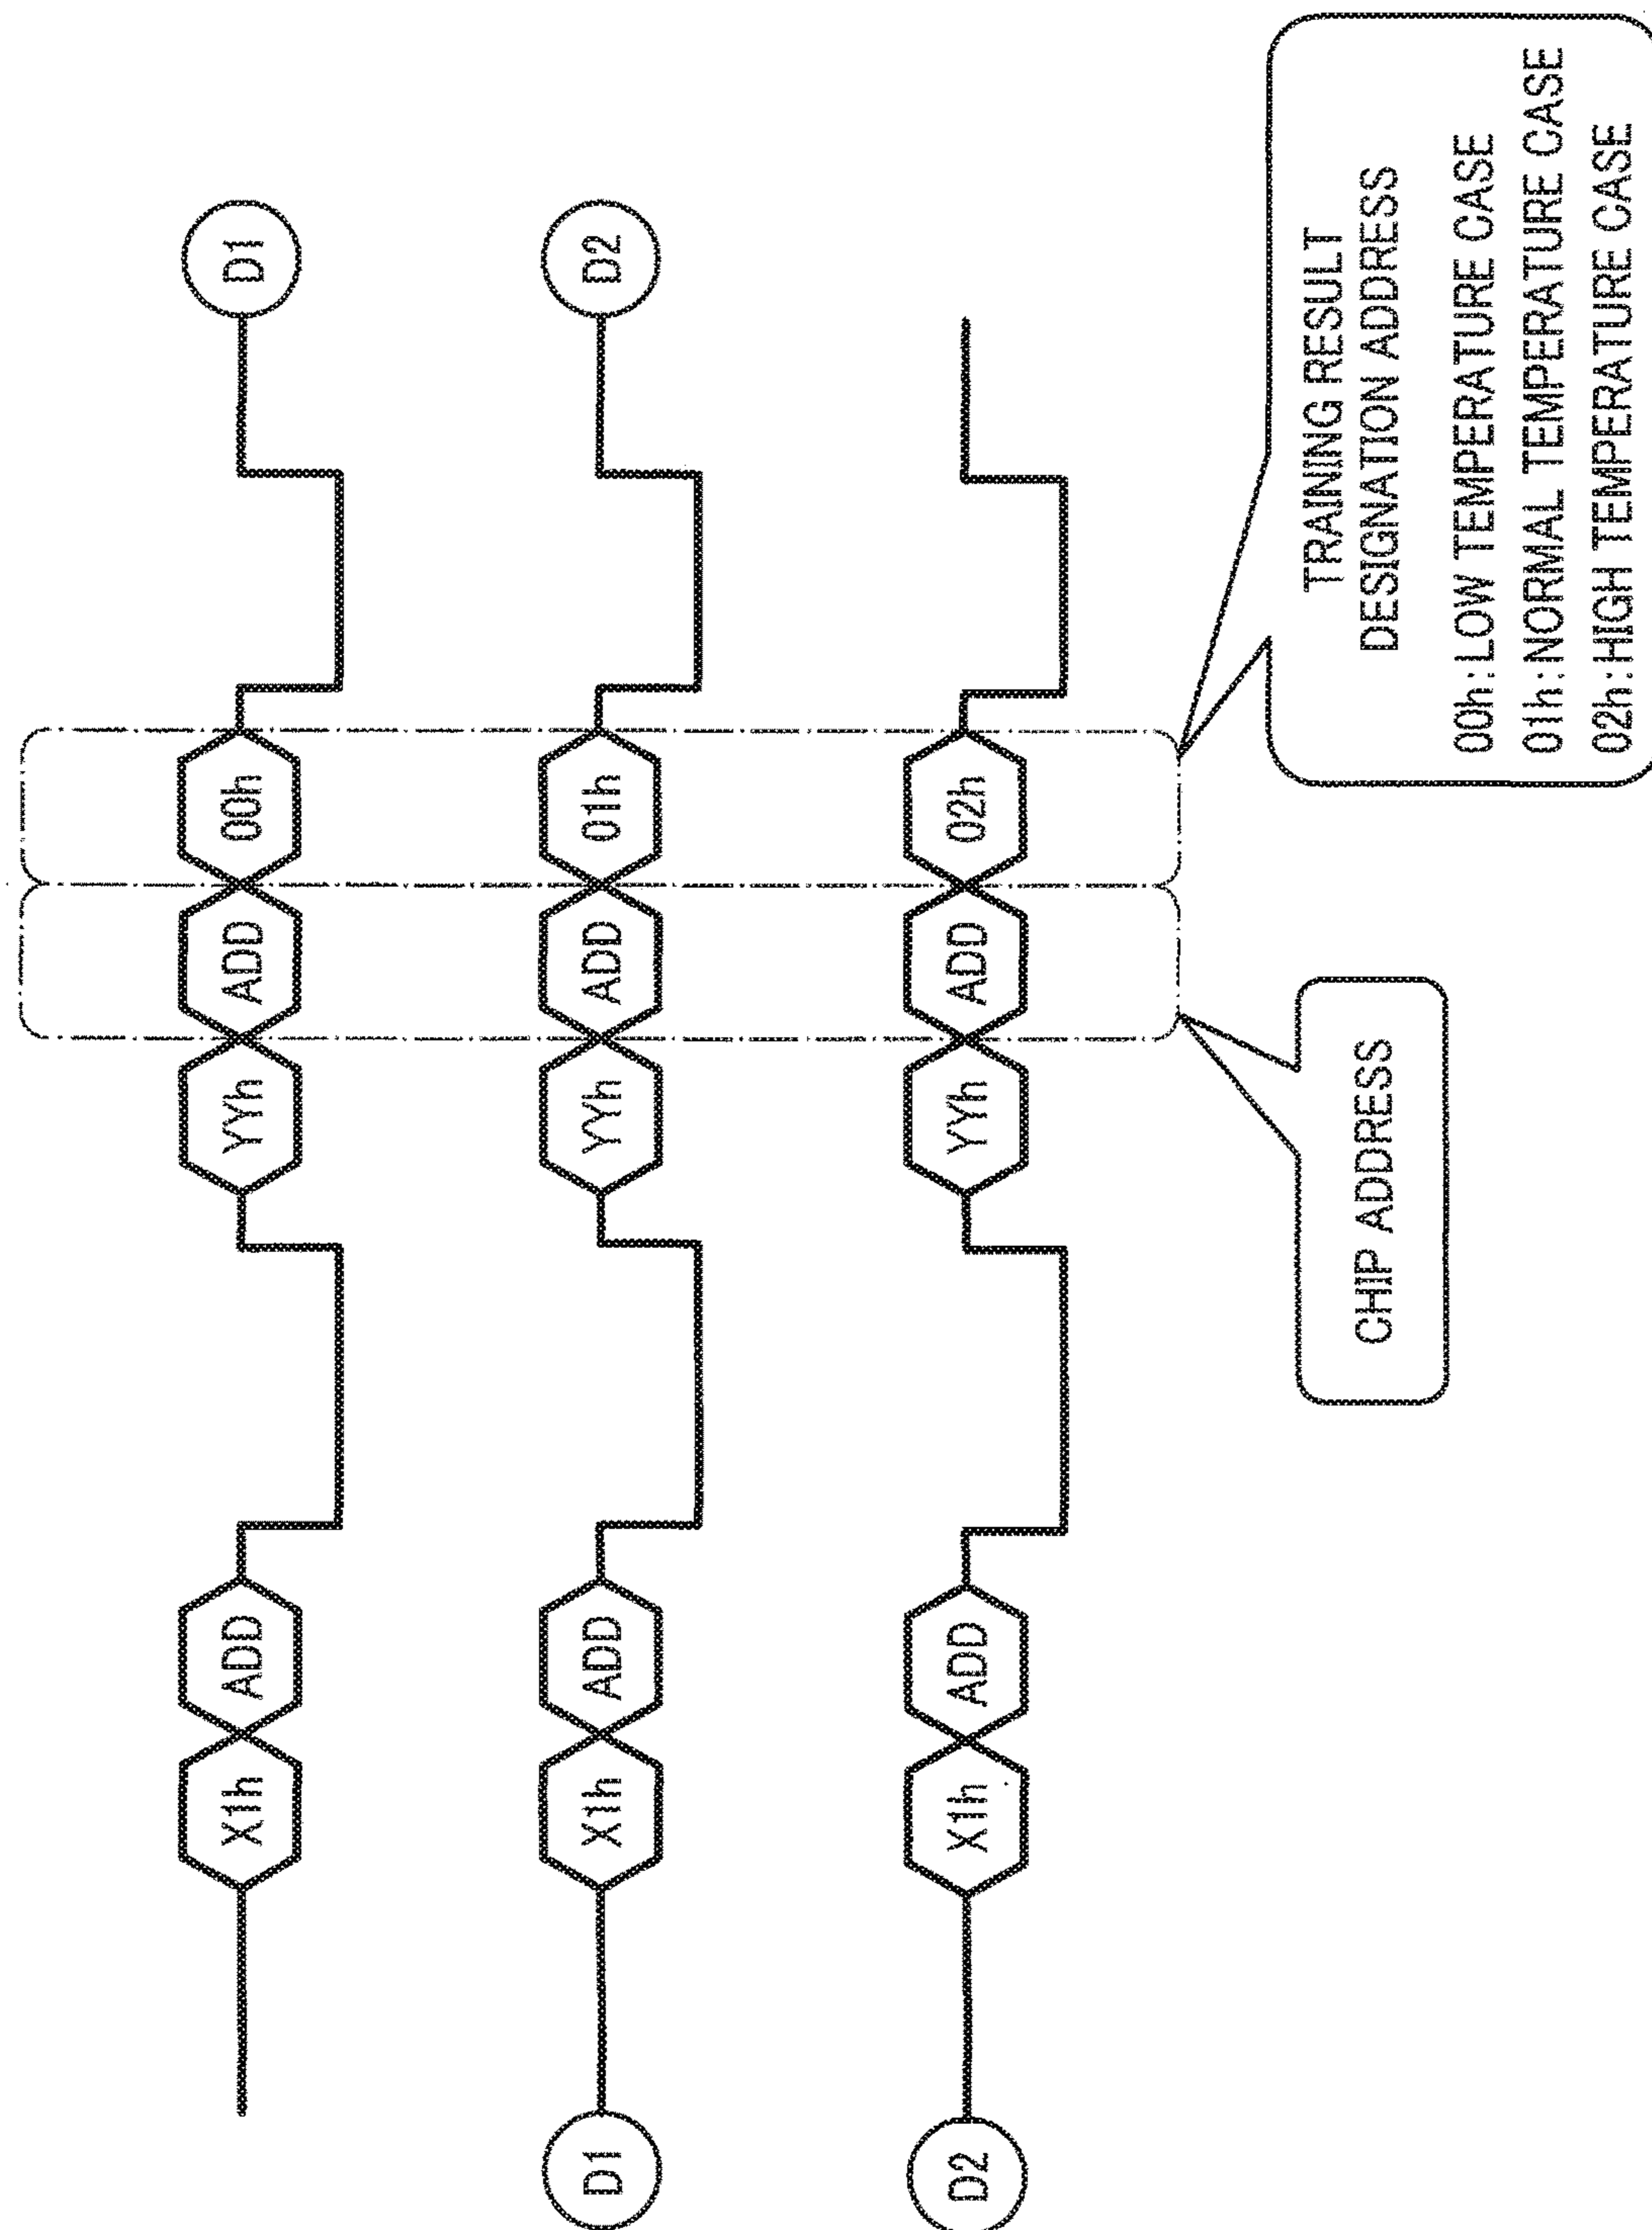 X1h ADD YYh ADD 00h D1
D1 X1h ADD YYh ADD 01h D2
D2 X1h ADD YYh ADD 02h
CHIP ADDRESS
TRAINING RESULT
DESIGNATION ADDRESS
00h:LOW TEMPERATURE CASE
01h:NORMAL TEMPERATURE CASE
02h:HIGH TEMPERATURE CASE